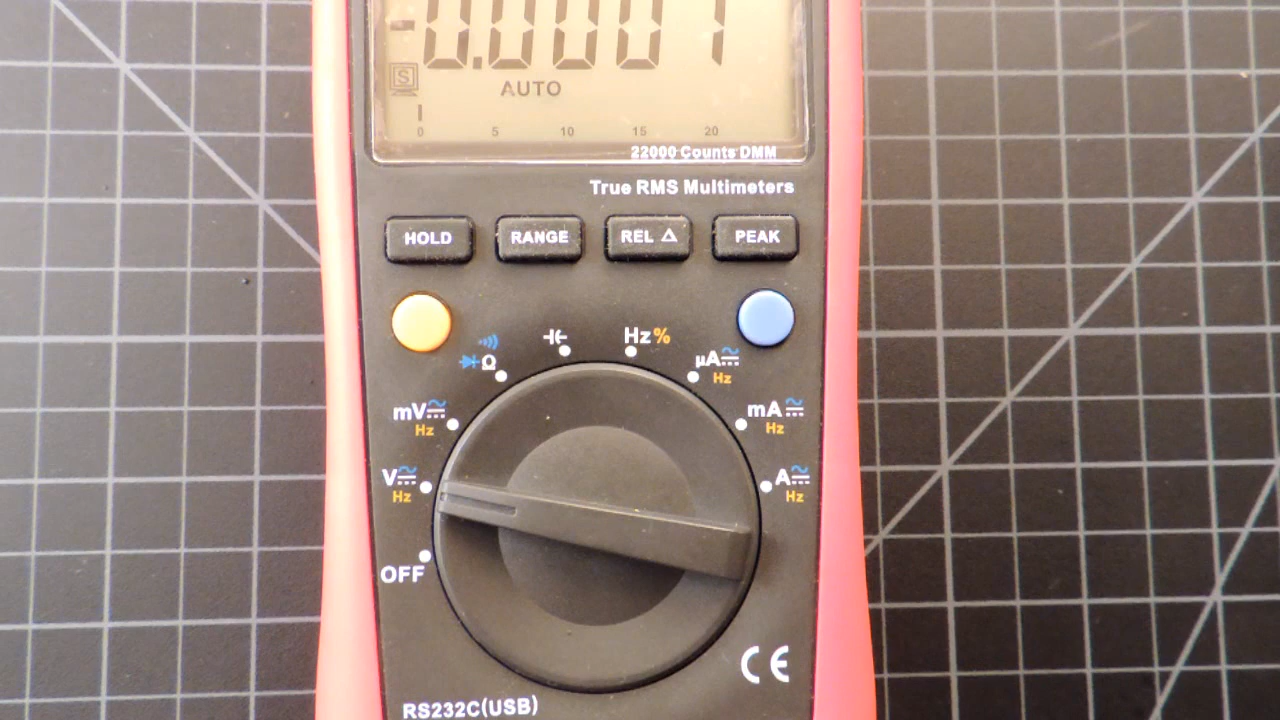 -0.0001
S
AUTO
0 5 10 15 20
22000 Counts DMM
True RMS Multimeters
HOLD RANGE REL △ PEAK
Hz%
Ω
µA
Hz
mV
Hz
mA
Hz
V
Hz
A
Hz
OFF
CE
RS232C(USB)